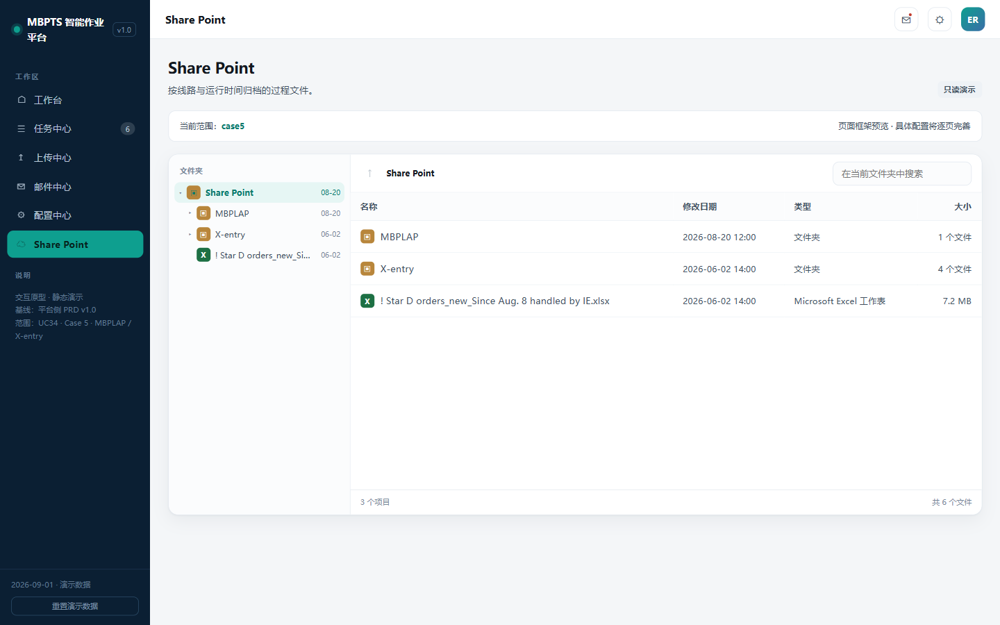 MBPTS 智能作业平台
v1.0
工作区
工作台
任务中心 6
上传中心
邮件中心
配置中心
Share Point
说明
交互原型 · 静态演示
基线：平台侧 PRD v1.0
范围：UC34 · Case 5 · MBPLAP /
X-entry
2026-09-01 · 演示数据
重置演示数据
Share Point
ER
Share Point
按线路与运行时间归档的过程文件。
只读演示
当前范围：case5
页面框架预览 · 具体配置将逐页完善
文件夹
Share Point 08-20
MBPLAP 08-20
X-entry 06-02
X ! Star D orders_new_Si... 06-02
↑ Share Point
在当前文件夹中搜索
名称 修改日期 类型 大小
MBPLAP 2026-08-20 12:00 文件夹 1 个文件
X-entry 2026-06-02 14:00 文件夹 4 个文件
X ! Star D orders_new_Since Aug. 8 handled by IE.xlsx 2026-06-02 14:00 Microsoft Excel 工作表 7.2 MB
3 个项目
共 6 个文件